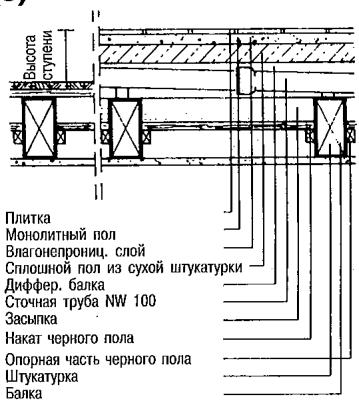 Высота
ступени
Плитка
Монолитный пол
Влагонепрониц. слой
Сплошной пол из сухой штукатурки
Диффер. балка
Сточная труба NW 100
Засыпка
Накат черного пола
Опорная часть черного пола
Штукатурка
Балка